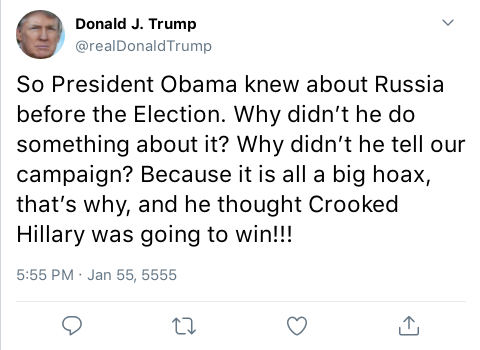 Donald J. Trump
@realDonaldTrump
So President Obama knew about Russia
before the Election. Why didn’t he do
something about it? Why didn’t he tell our
campaign? Because it is all a big hoax,
that’s why, and he thought Crooked
Hillary was going to win!!!
5:55 PM · Jan 55, 5555